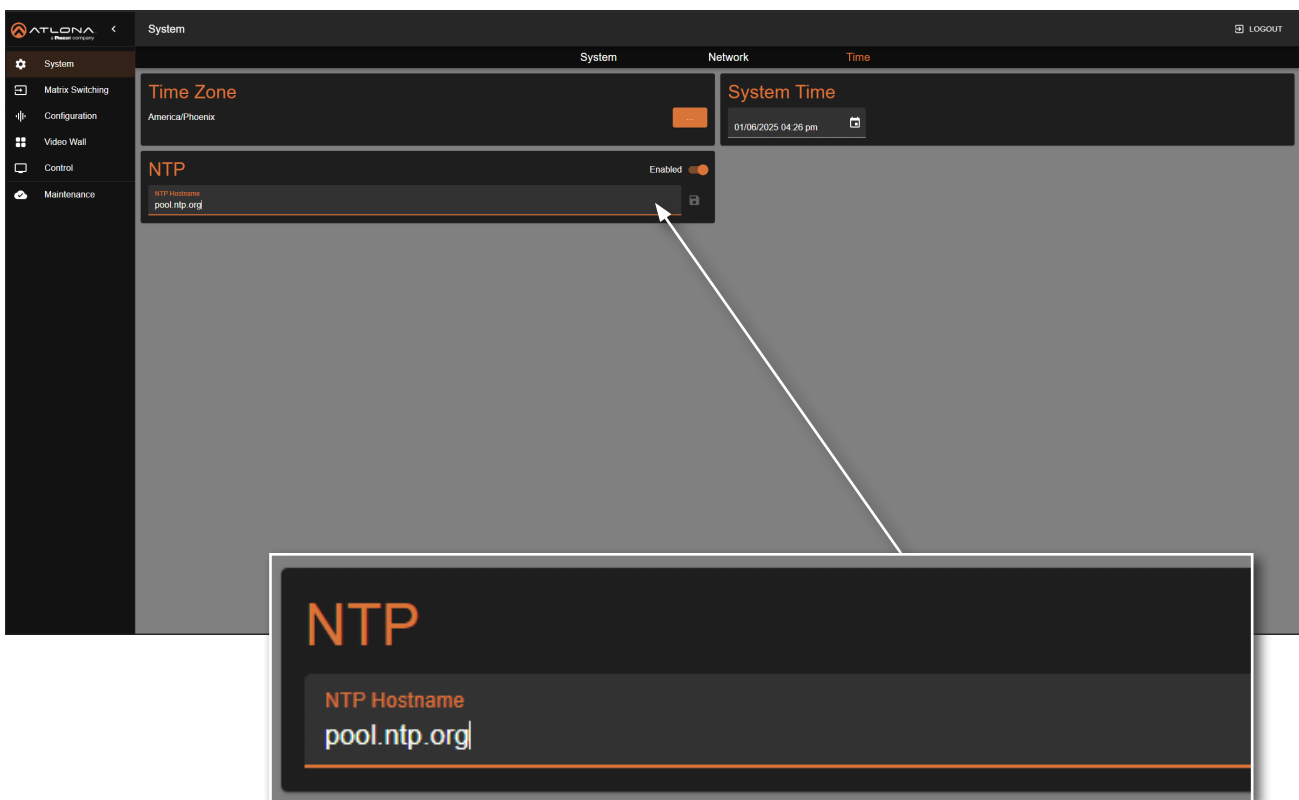 ATLONA
a Panduit company
System
LOGOUT
System
Network
Time
System
Matrix Switching
Configuration
Video Wall
Control
Maintenance
Time Zone
America/Phoenix
...
System Time
01/06/2025 04:26 pm
NTP
Enabled
NTP Hostname
pool.ntp.org
NTP
NTP Hostname
pool.ntp.org